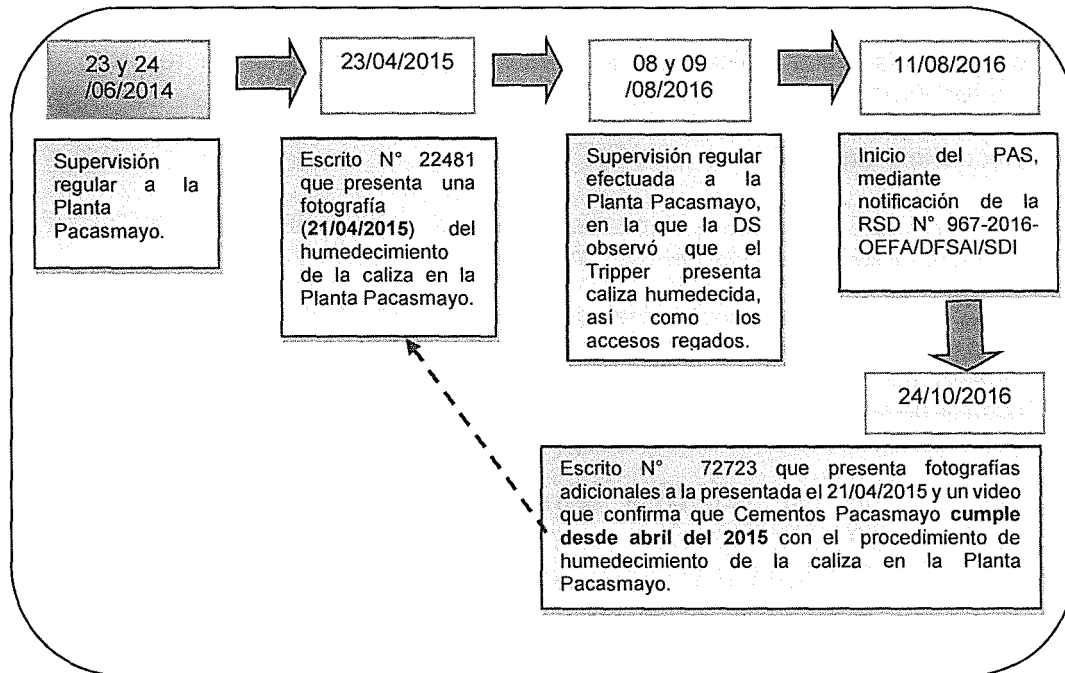 23 y 24
/06/2014
23/04/2015
08 y 09
/08/2016
11/08/2016
Supervisión
regular a la
Planta
Pacasmayo.
Escrito N° 22481
que presenta una
fotografía
(21/04/2015) del
humedecimiento
de la caliza en la
Planta Pacasmayo.
Supervisión regular
efectuada a la
Planta Pacasmayo,
en la que la DS
observó que el
Tripper presenta
caliza humedecida,
así como los
accesos regados.
Inicio del PAS,
mediante
notificación de la
RSD N° 967-2016-
OEFA/DFSAI/SDI
24/10/2016
Escrito N° 72723 que presenta fotografías
adicionales a la presentada el 21/04/2015 y un video
que confirma que Cementos Pacasmayo cumple
desde abril del 2015 con el procedimiento de
humedecimiento de la caliza en la Planta
Pacasmayo.